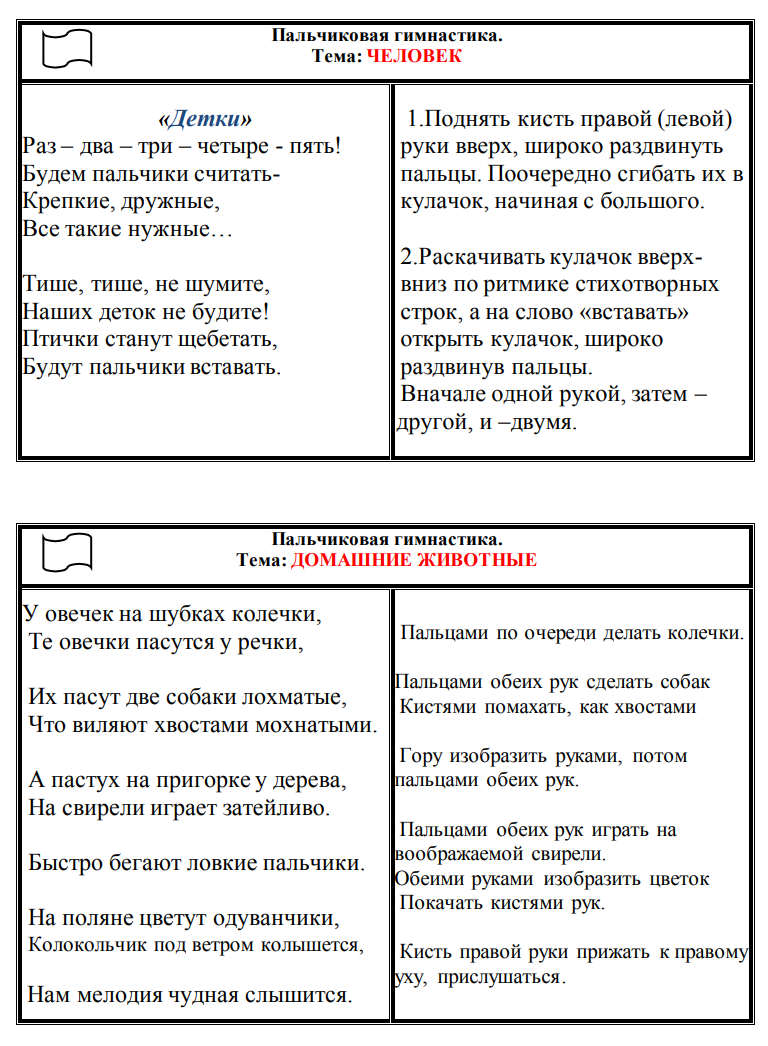 Пальчиковая гимнастика.
Тема: ЧЕЛОВЕК
«Детки»
Раз – два – три – четыре - пять!
Будем пальчики считать-
Крепкие, дружные,
Все такие нужные…
Тише, тише, не шумите,
Наших деток не будите!
Птички станут щебетать,
Будут пальчики вставать.
1.Поднять кисть правой (левой)
руки вверх, широко раздвинуть
пальцы. Поочередно сгибать их в
кулачок, начиная с большого.
2.Раскачивать кулачок вверх-
вниз по ритмике стихотворных
строк, а на слово «вставать»
открыть кулачок, широко
раздвинув пальцы.
Вначале одной рукой, затем –
другой, и –двумя.
Пальчиковая гимнастика.
Тема: ДОМАШНИЕ ЖИВОТНЫЕ
У овечек на шубках колечки,
Те овечки пасутся у речки,
Их пасут две собаки лохматые,
Что виляют хвостами мохнатыми.
А пастух на пригорке у дерева,
На свирели играет затейливо.
Быстро бегают ловкие пальчики.
На поляне цветут одуванчики,
Колокольчик под ветром колышется,
Нам мелодия чудная слышится.
Пальцами по очереди делать колечки.
Пальцами обеих рук сделать собак
Кистями помахать, как хвостами
Гору изобразить руками, потом
пальцами обеих рук.
Пальцами обеих рук играть на
воображаемой свирели.
Обеими руками изобразить цветок
Покачать кистями рук.
Кисть правой руки прижать к правому
уху, прислушаться.